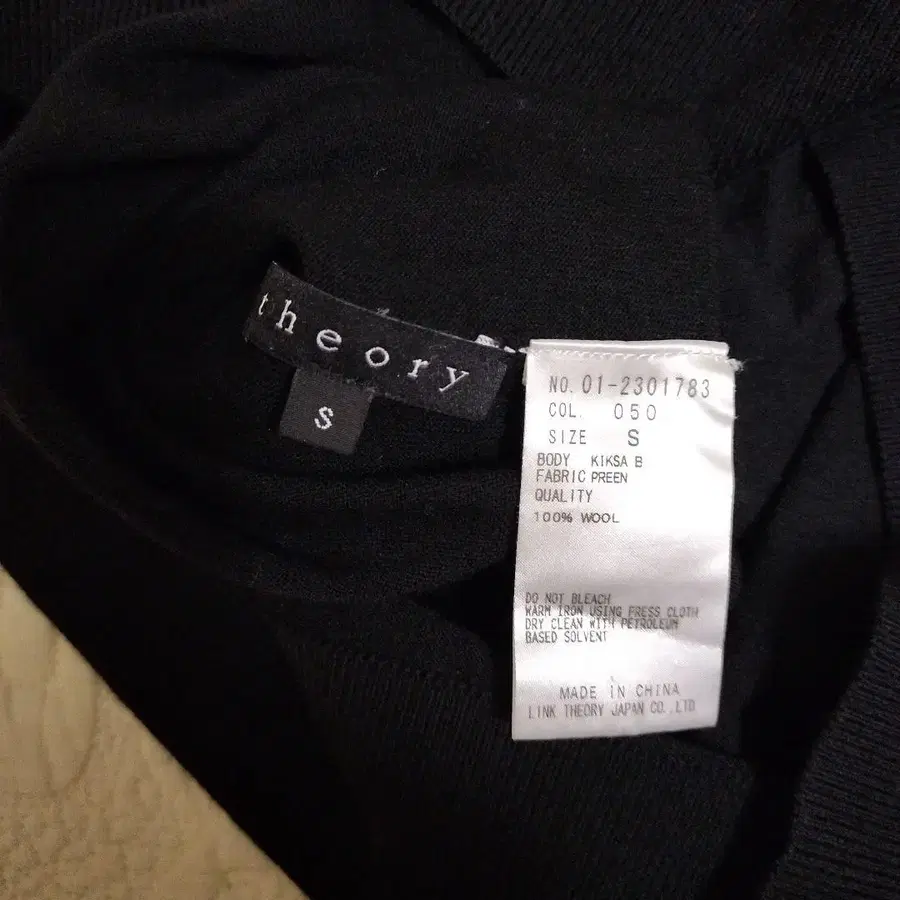 theory
S
NO. 01-2301783
COL. 050
SIZE S
BODY KIKSA B
FABRIC PREEN
QUALITY
100% WOOL
DO NOT BLEACH
WARM IRON USING PRESS CLOTH
DRY CLEAN WITH PETROLEUM
BASED SOLVENT
MADE IN CHINA
LINK THEORY JAPAN CO.,LTD